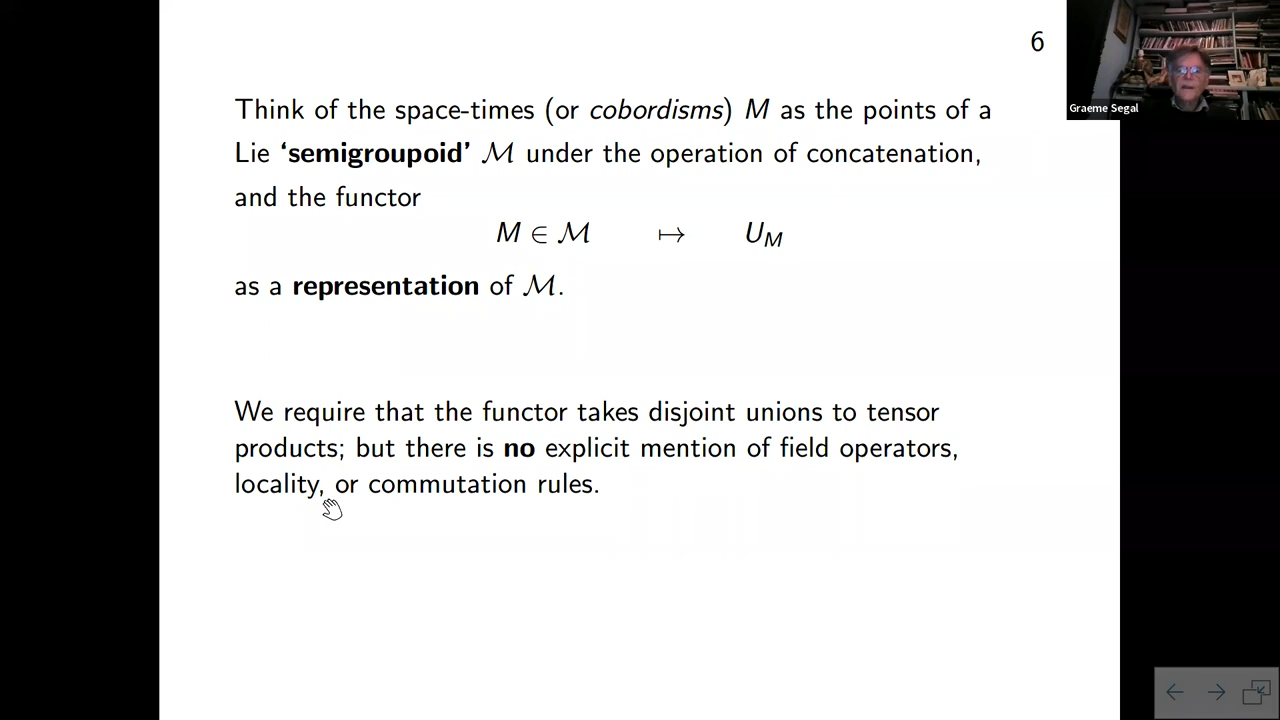 6
Graeme Segal
Think of the space-times (or cobordisms) M as the points of a
Lie ‘semigroupoid’ ℳ under the operation of concatenation,
and the functor
M ∈ ℳ ↦ U_M
as a representation of ℳ.
We require that the functor takes disjoint unions to tensor
products; but there is no explicit mention of field operators,
locality, or commutation rules.